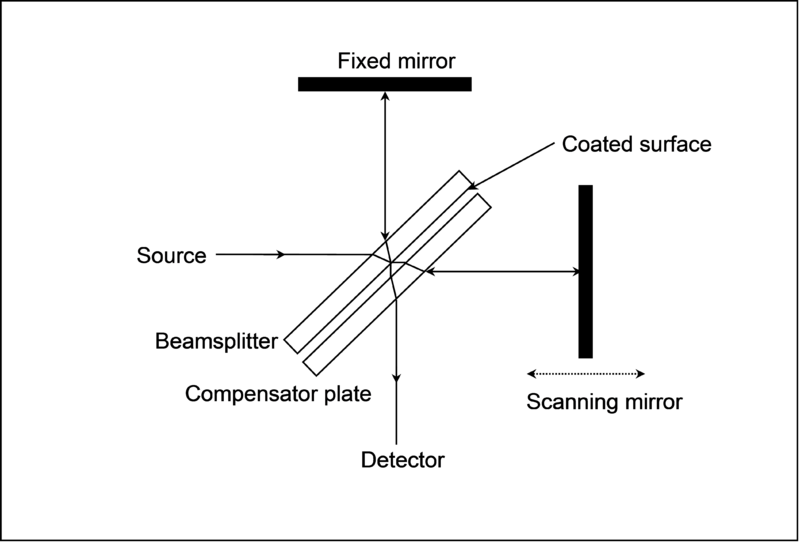 Fixed mirror
Coated surface
Source
Beamsplitter
Compensator plate
Scanning mirror
Detector